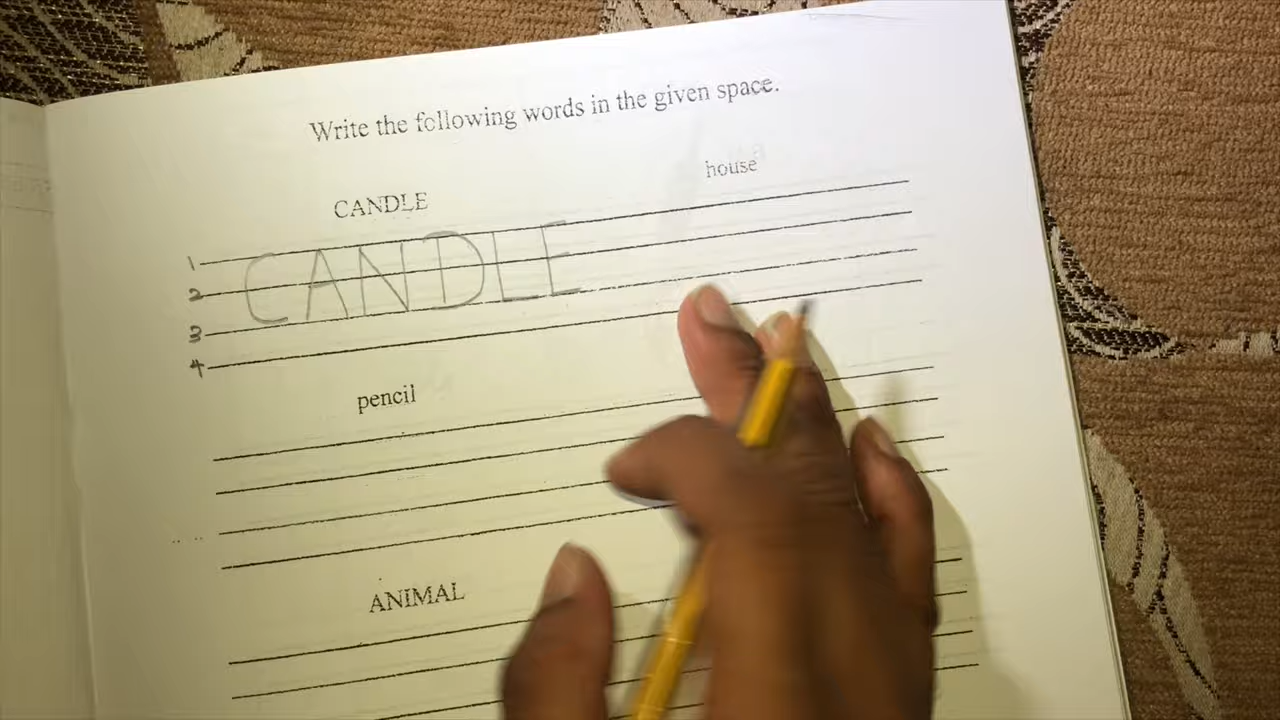 Write the following words in the given space.
CANDLE house
1
2
3
4
CANDLE
pencil
ANIMAL